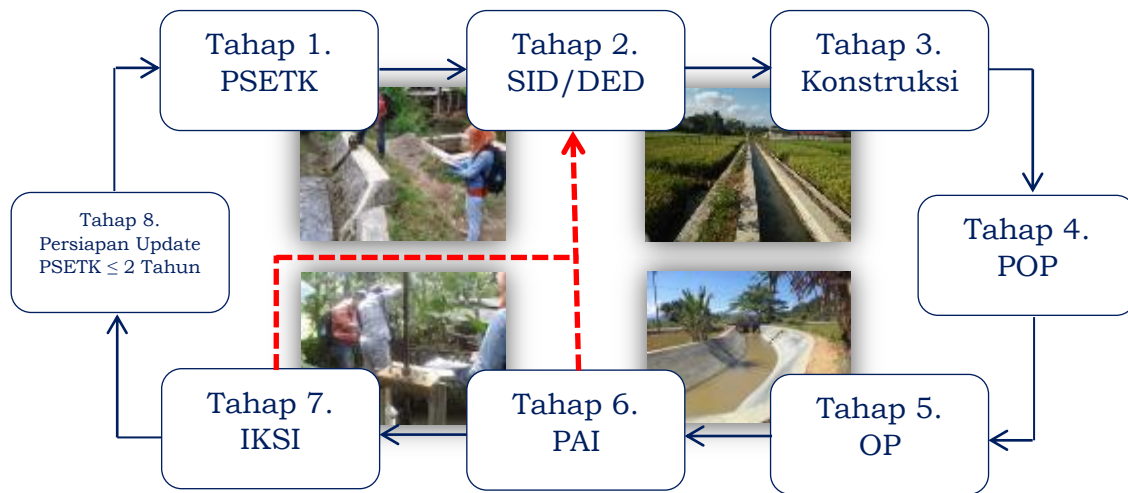 Tahap 1.
PSETK
Tahap 2.
SID/DED
Tahap 3.
Konstruksi
Tahap 4.
POP
Tahap 5.
OP
Tahap 6.
PAI
Tahap 7.
IKSI
Tahap 8.
Persiapan Update
PSETK ≤ 2 Tahun